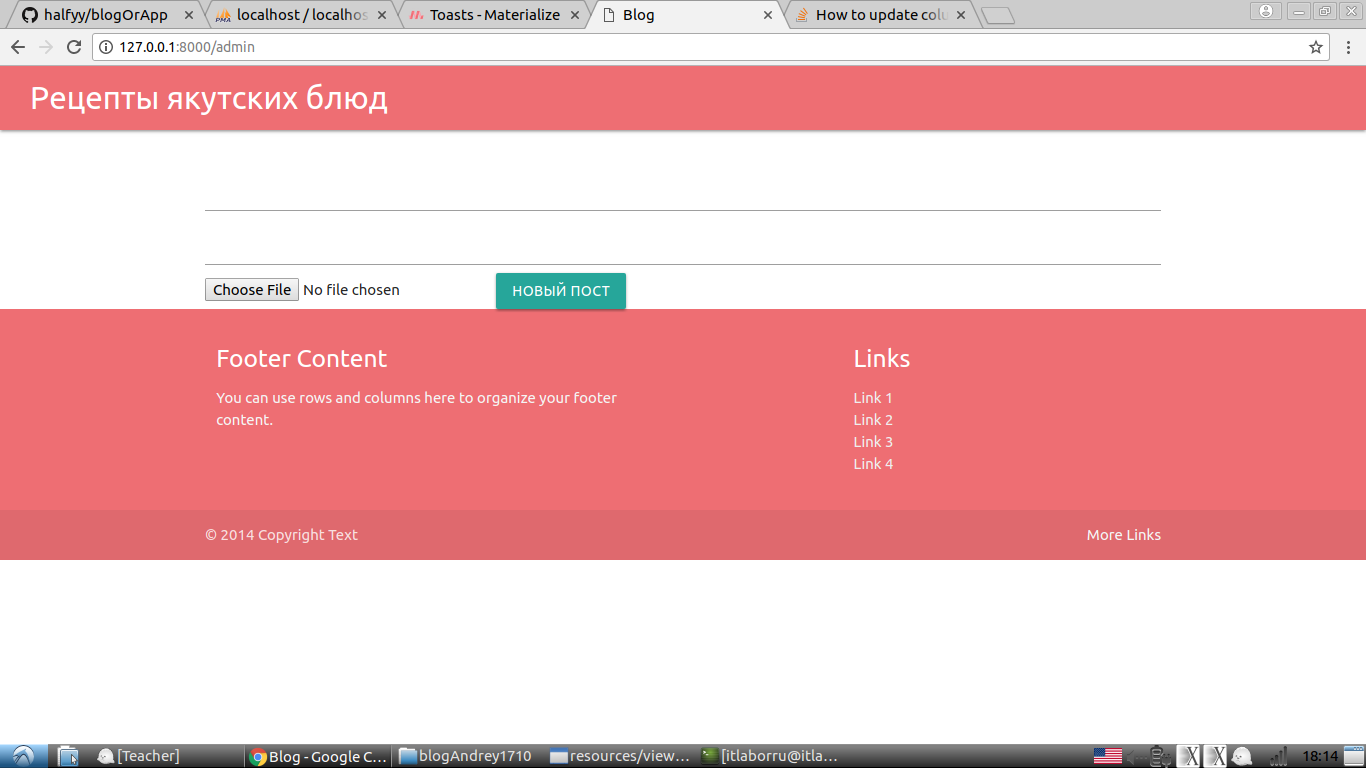 halfyy/blogOrApp
localhost / localhos
Toasts - Materialize
Blog
How to update colu
127.0.0.1:8000/admin
Рецепты якутских блюд
Choose File No file chosen
НОВЫЙ ПОСТ
Footer Content
You can use rows and columns here to organize your footer
content.
Links
Link 1
Link 2
Link 3
Link 4
© 2014 Copyright Text
More Links
[Teacher]
Blog - Google C...
blogAndrey1710
resources/view...
[itlaborru@itla...
18:14